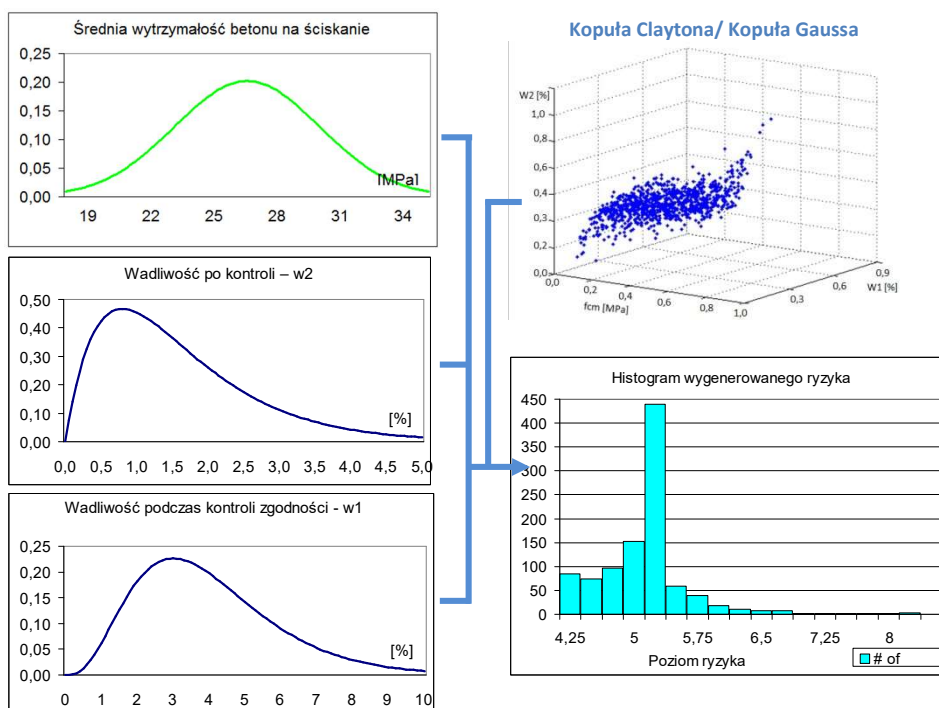 Średnia wytrzymałość betonu na ściskanie
0,25
0,20
0,15
0,10
0,05
0,00
[MPa]
19 22 25 28 31 34
Wadliwość po kontroli – w2
0,50
0,40
0,30
0,20
0,10
0,00
[%]
0,0 0,5 1,0 1,5 2,0 2,5 3,0 3,5 4,0 4,5 5,0
Wadliwość podczas kontroli zgodności - w1
0,25
0,20
0,15
0,10
0,05
0,00
[%]
0 1 2 3 4 5 6 7 8 9 10
Kopuła Claytona/ Kopuła Gaussa
W2 [%]
1,0
0,8
0,6
0,4
0,3
0,2
0,0
0,0 0,2 0,4 0,6 0,8 1,0
fcm [MPa]
0,3 0,6 0,9
W1 [%]
Histogram wygenerowanego ryzyka
450
400
350
300
250
200
150
100
50
0
4,25 5 5,75 6,5 7,25 8
Poziom ryzyka
# of